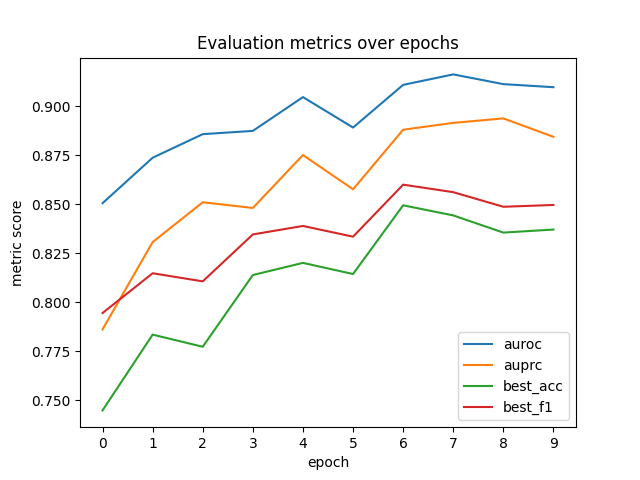 Evaluation metrics over epochs
metric score
0.900
0.875
0.850
0.825
0.800
0.775
0.750
0 1 2 3 4 5 6 7 8 9
epoch
auroc
auprc
best_acc
best_f1